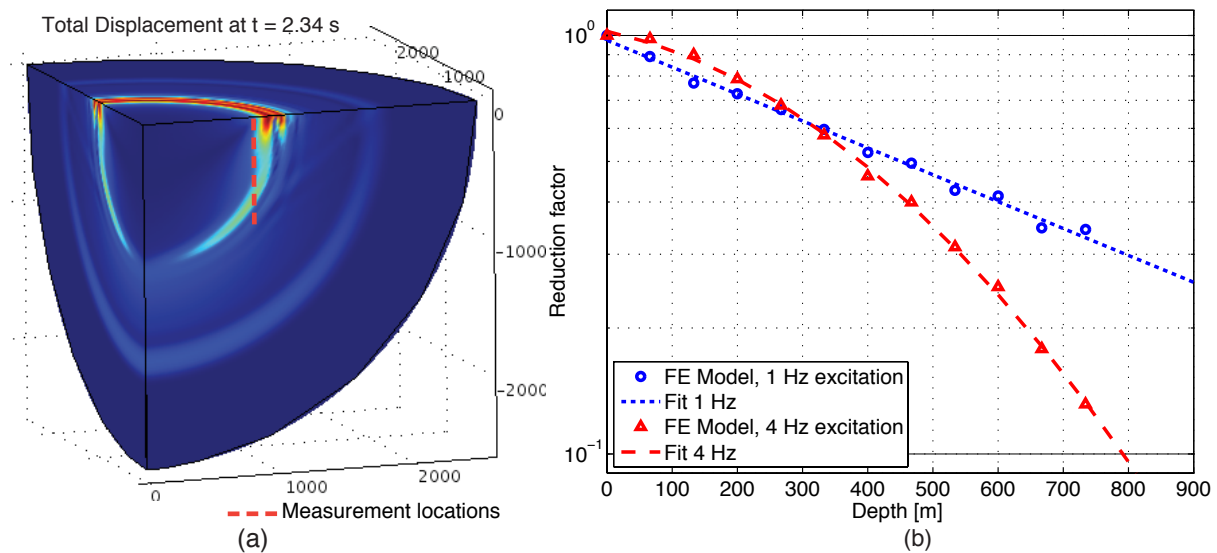 Total Displacement at t = 2.34 s
(a)
2000
1000
0
-1000
-2000
0
1000
2000
Measurement locations
10^0
10^-1
Reduction factor
FE Model, 1 Hz excitation
Fit 1 Hz
FE Model, 4 Hz excitation
Fit 4 Hz
0 100 200 300 400 500 600 700 800 900
Depth [m]
(a)
(b)